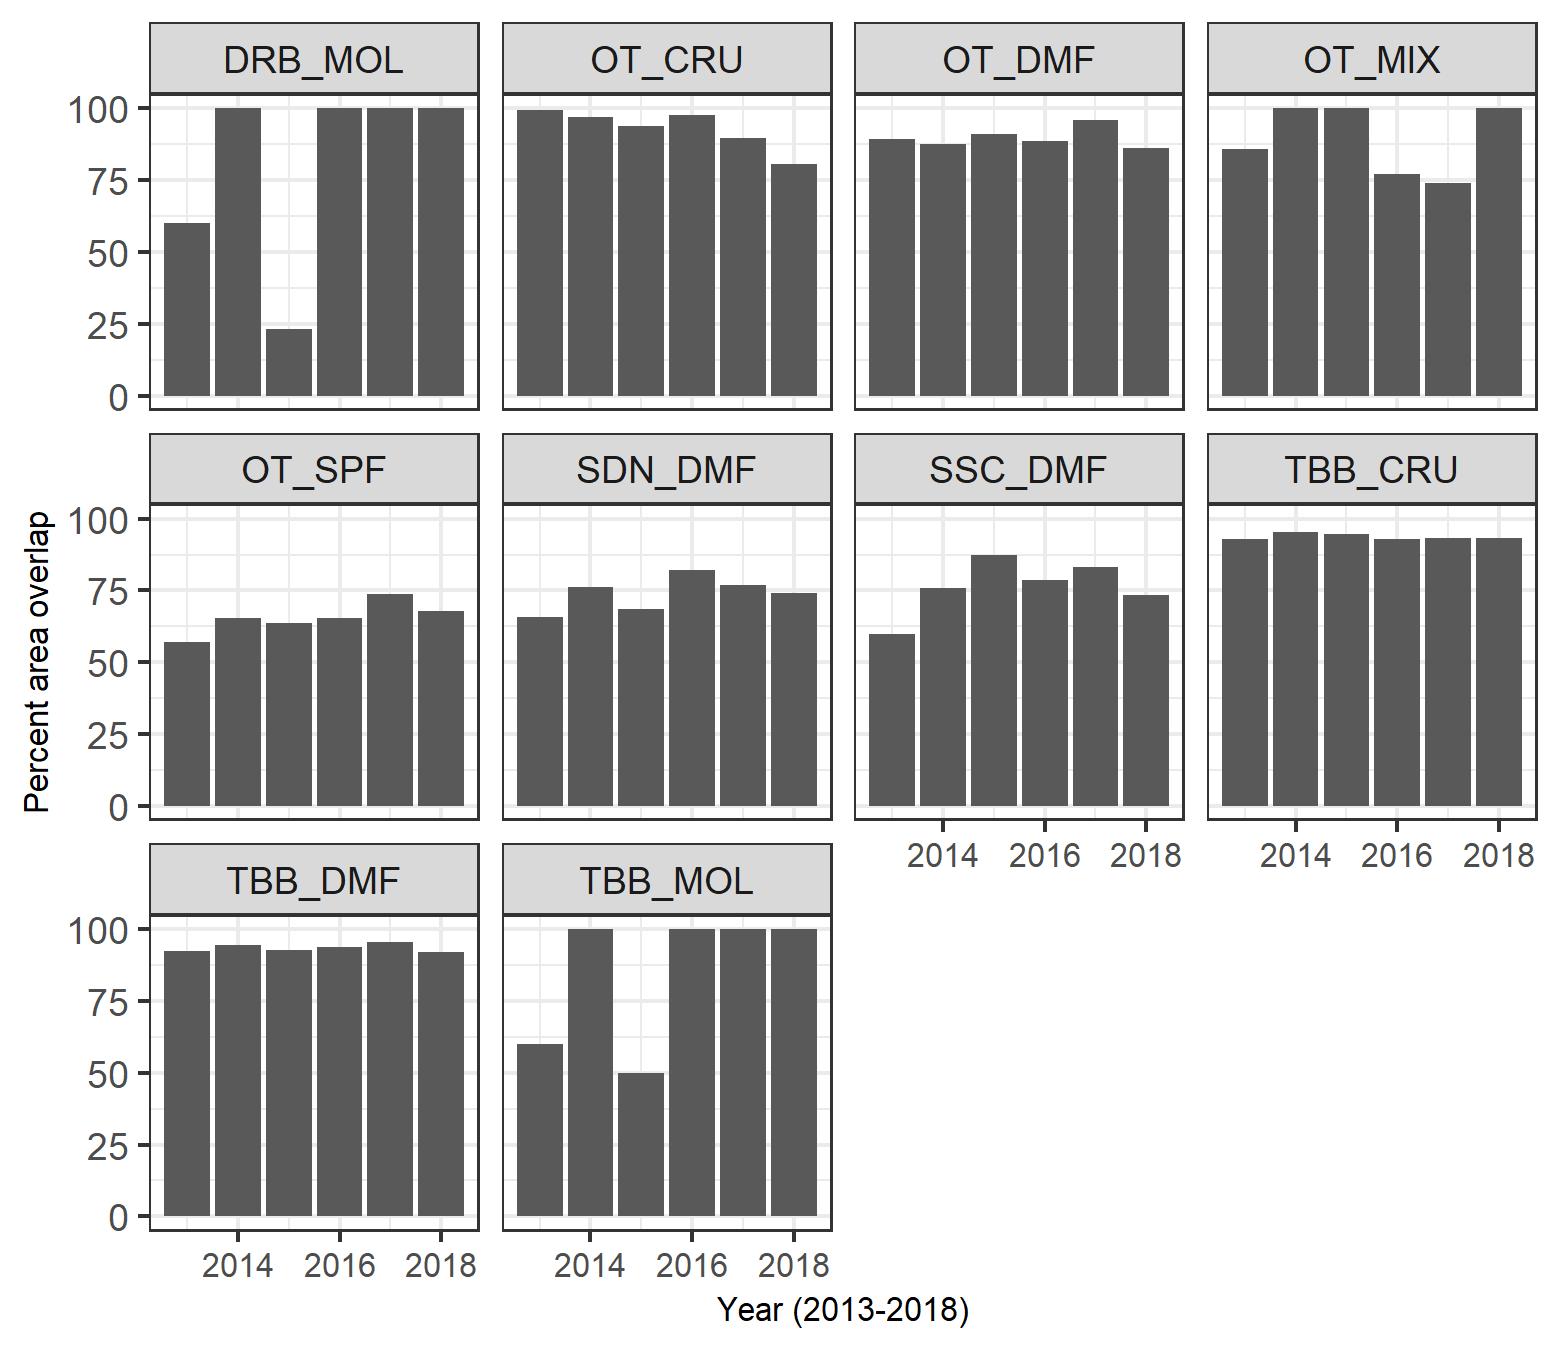 DRB_MOL OT_CRU OT_DMF OT_MIX
100
75
50
25
0
OT_SPF SDN_DMF SSC_DMF TBB_CRU
Percent area overlap
100
75
50
25
0
2014 2016 2018 2014 2016 2018
TBB_DMF TBB_MOL
100
75
50
25
0
2014 2016 2018 2014 2016 2018
Year (2013-2018)